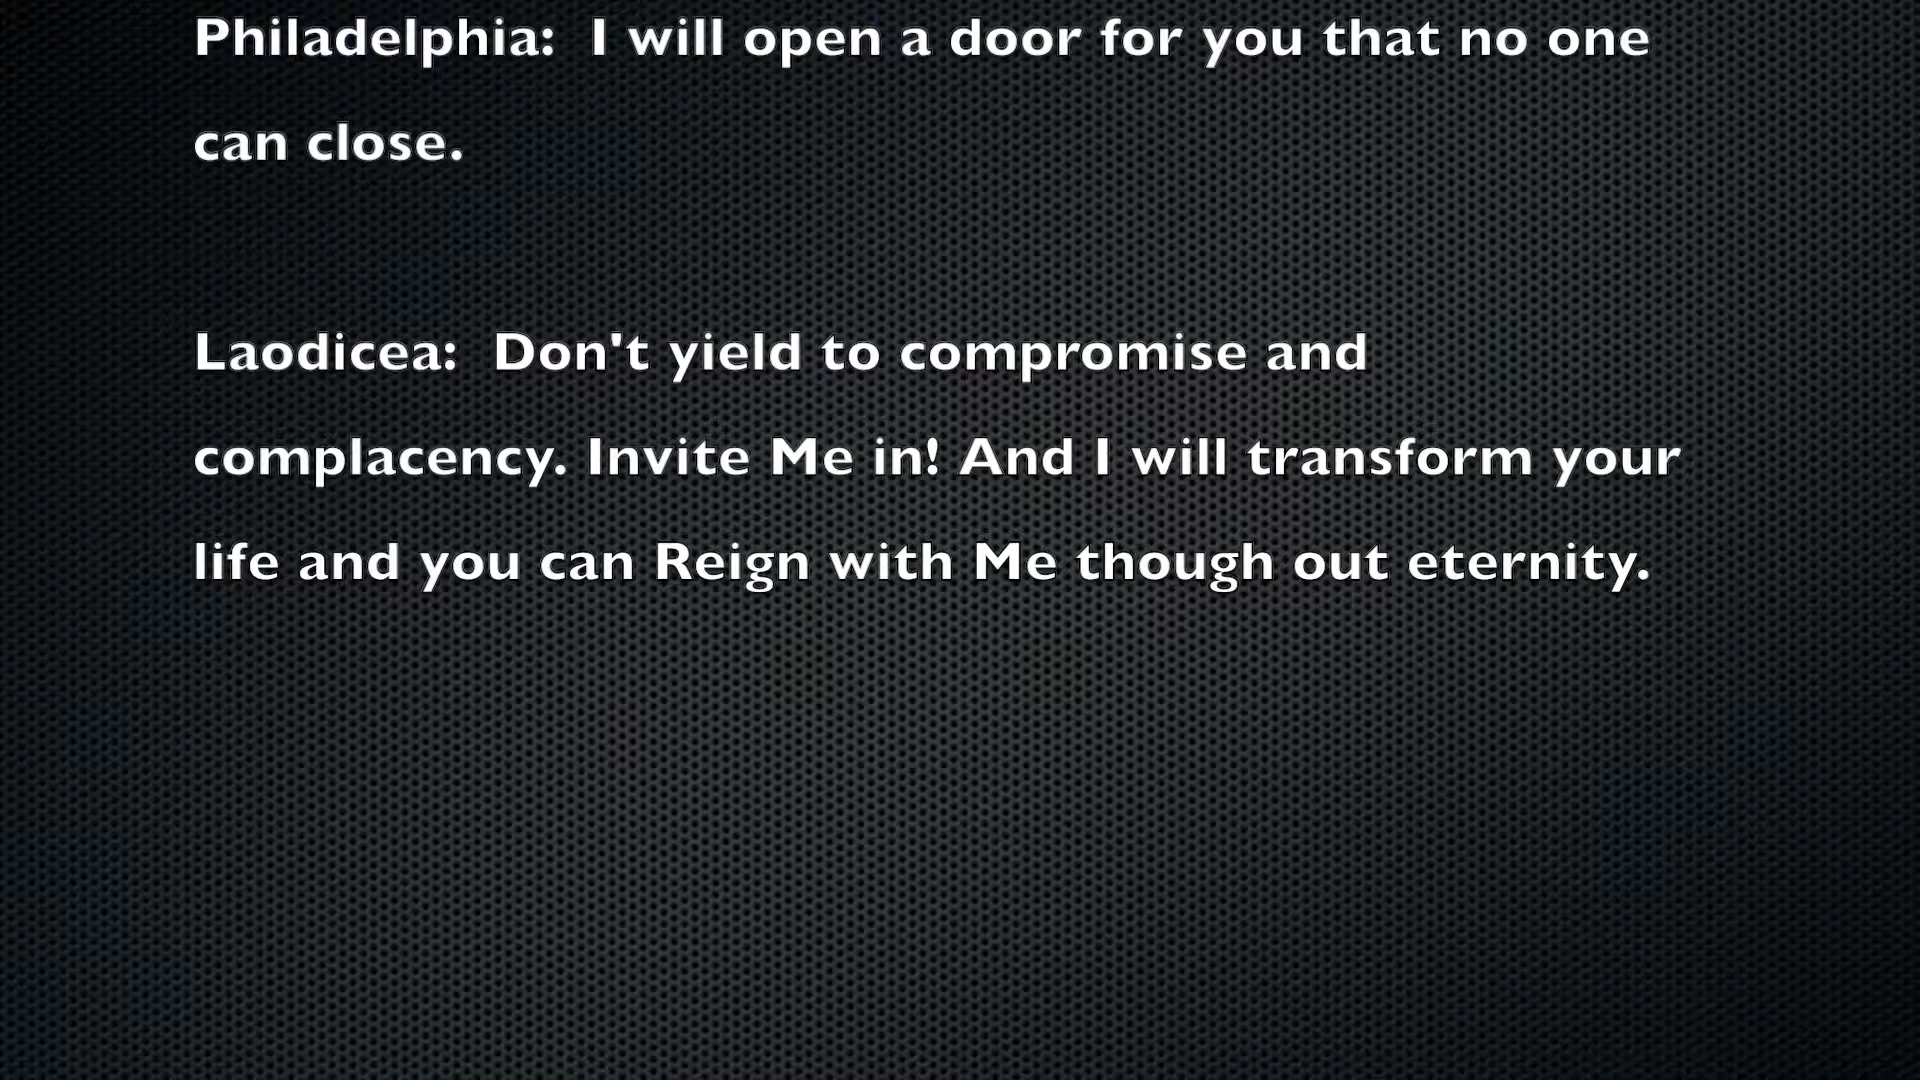 Philadelphia:  I will open a door for you that no one
can close.
Laodicea:  Don't yield to compromise and
complacency. Invite Me in! And I will transform your
life and you can Reign with Me though out eternity.